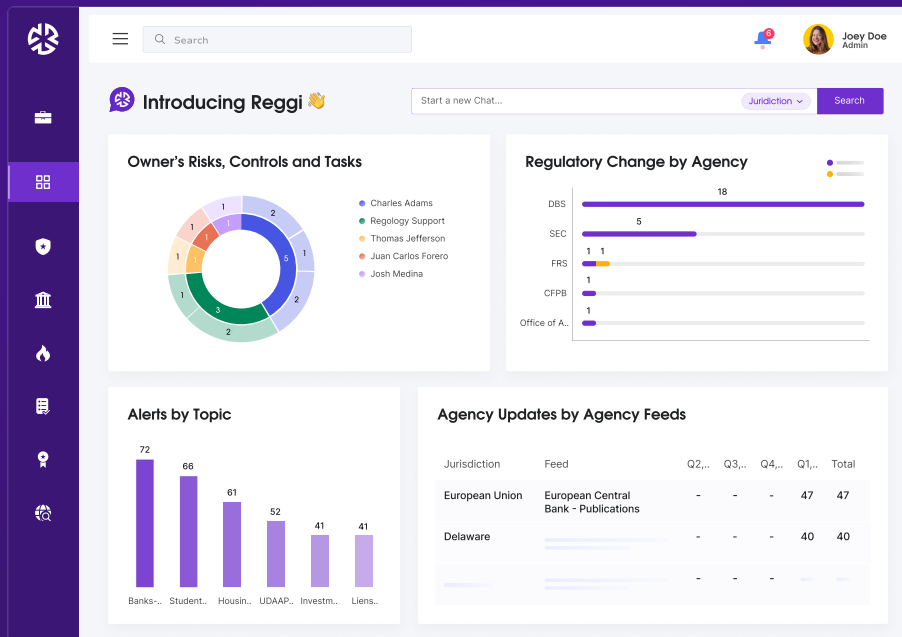 Search
6
Joey Doe
Admin
Introducing Reggi 👋
Start a new Chat...
Juridiction
Search
Owner's Risks, Controls and Tasks
1
2
1
1
5
1
1
1
1
2
1
3
2
Charles Adams
Regology Support
Thomas Jefferson
Juan Carlos Forero
Josh Medina
Regulatory Change by Agency
18
DBS
5
SEC
1 1
FRS
1
CFPB
1
Office of A..
Alerts by Topic
72
66
61
52
41
41
Banks-.. Student.. Housin.. UDAAP.. Investm.. Liens..
Agency Updates by Agency Feeds
Jurisdiction Feed Q2,.. Q3,.. Q4,.. Q1,.. Total
European Union European Central - - - 47 47
Bank - Publications
Delaware - - - 40 40
- - -